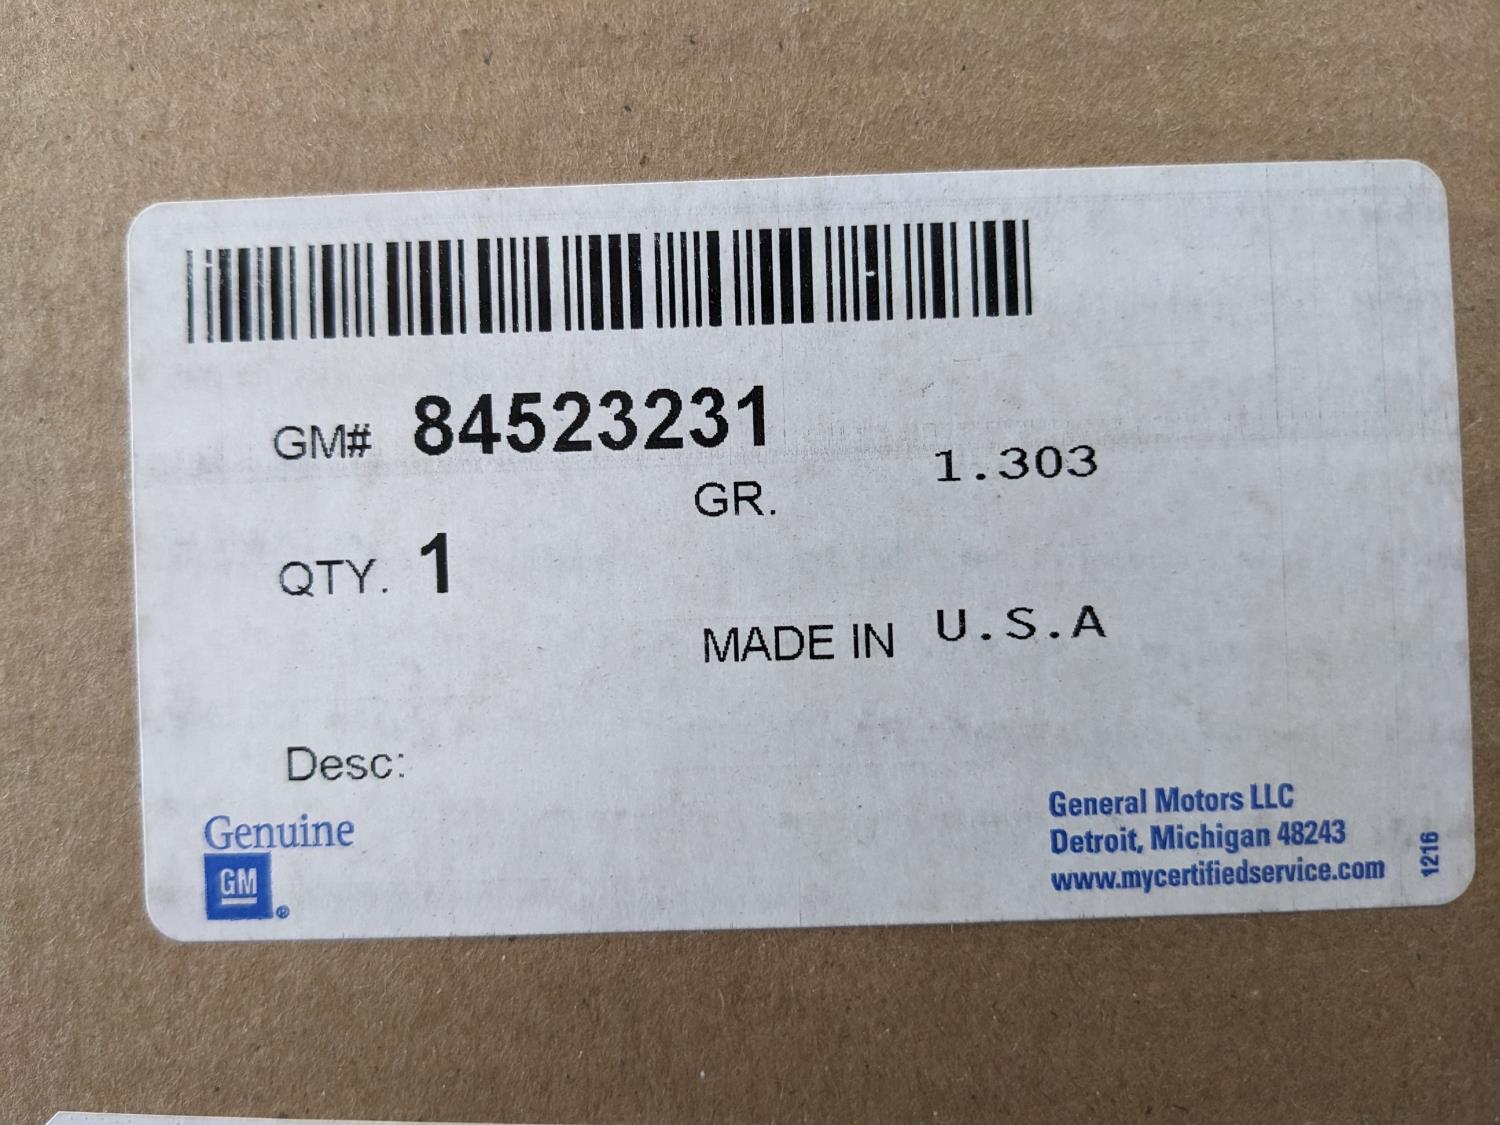 GM# 84523231
GR. 1.303
QTY. 1
MADE IN U.S.A
Desc:
Genuine
GM
®
General Motors LLC
Detroit, Michigan 48243
www.mycertifiedservice.com
1216